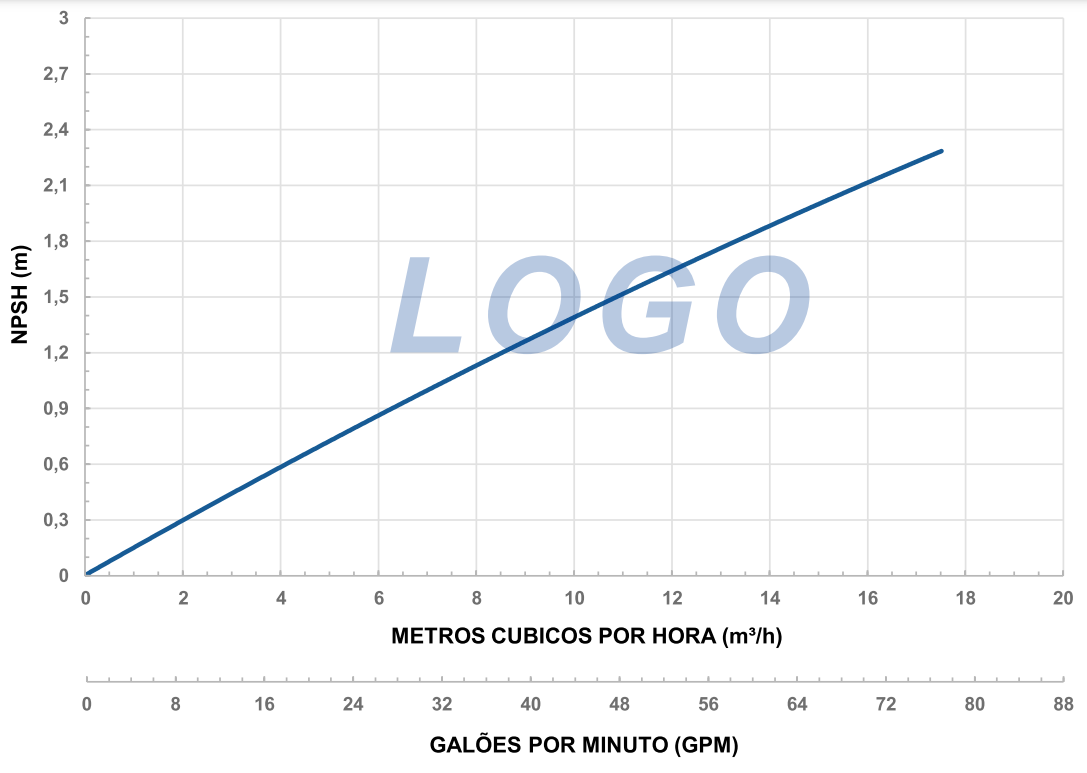 3
2,7
2,4
2,1
1,8
1,5
1,2
0,9
0,6
0,3
0
NPSH (m)
LOGO
0 2 4 6 8 10 12 14 16 18 20
METROS CUBICOS POR HORA (m³/h)
0 8 16 24 32 40 48 56 64 72 80 88
GALÕES POR MINUTO (GPM)